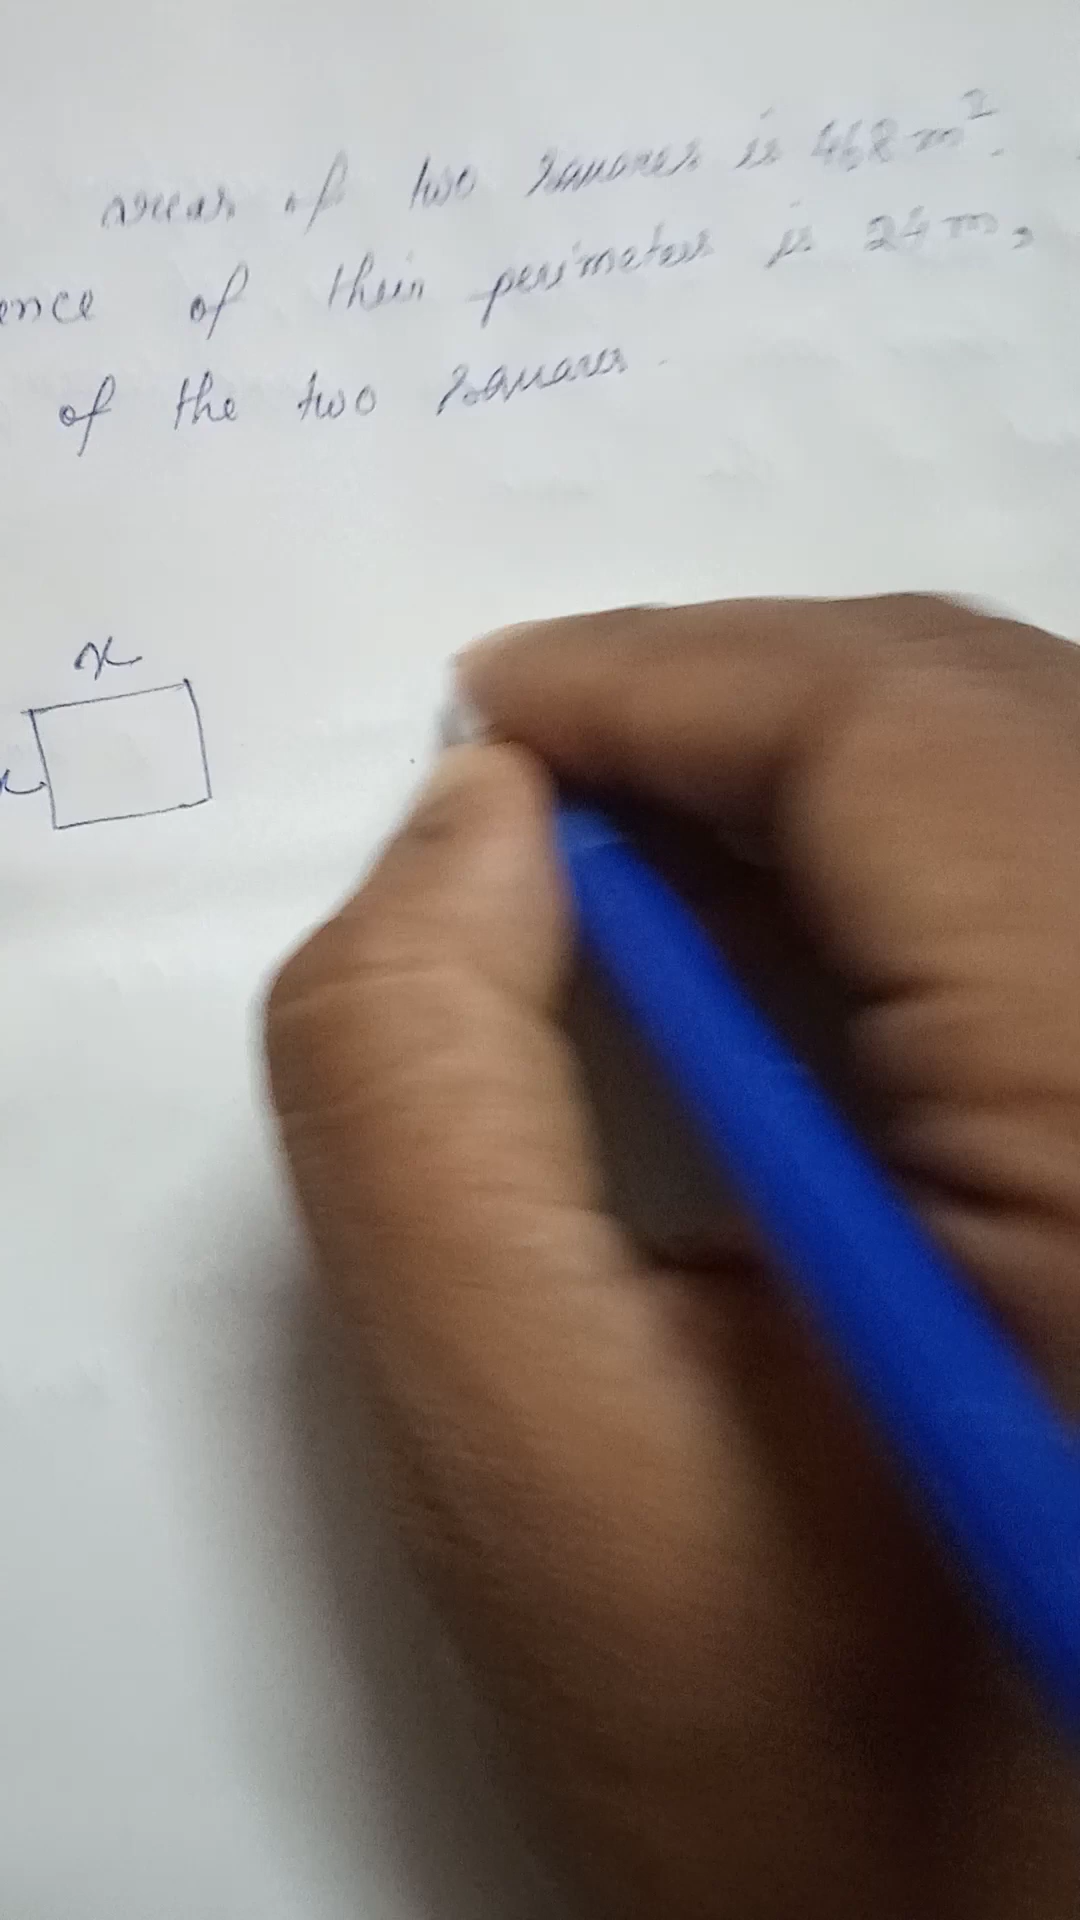 areas of two squares is 468 m².
ence of their perimeters is 24 m,
of the two squares.
x
x